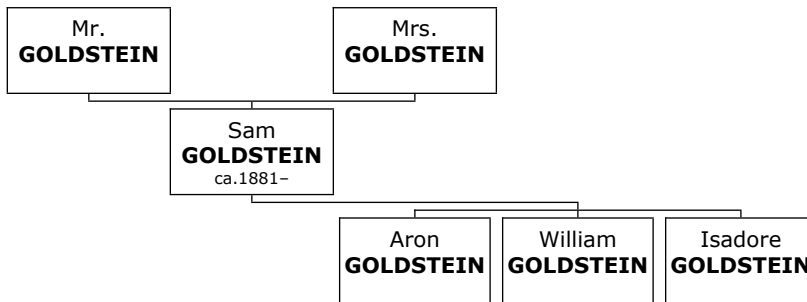 Mr.
GOLDSTEIN
Mrs.
GOLDSTEIN
Sam
GOLDSTEIN
ca.1881–
Aron
GOLDSTEIN
William
GOLDSTEIN
Isadore
GOLDSTEIN